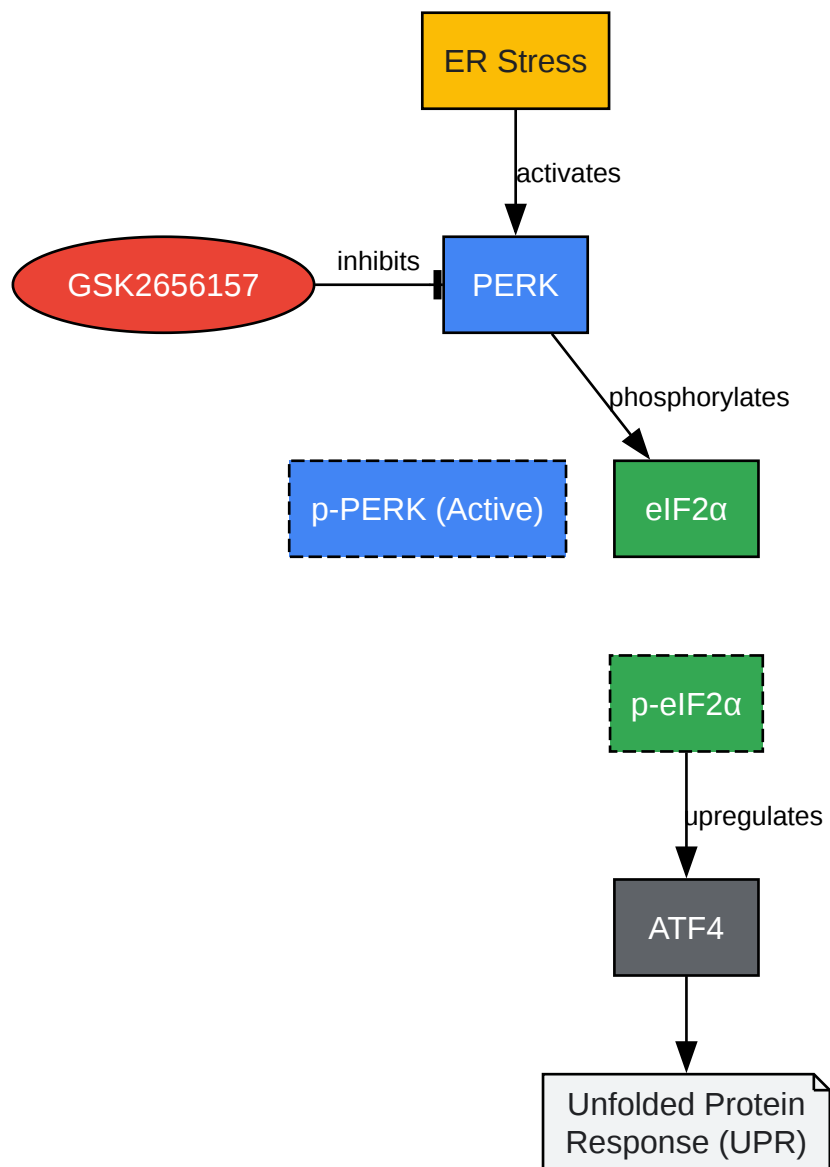 ER Stress
activates
inhibits
GSK2656157
PERK
phosphorylates
p-PERK (Active)
eIF2α
p-eIF2α
upregulates
ATF4
Unfolded Protein
Response (UPR)